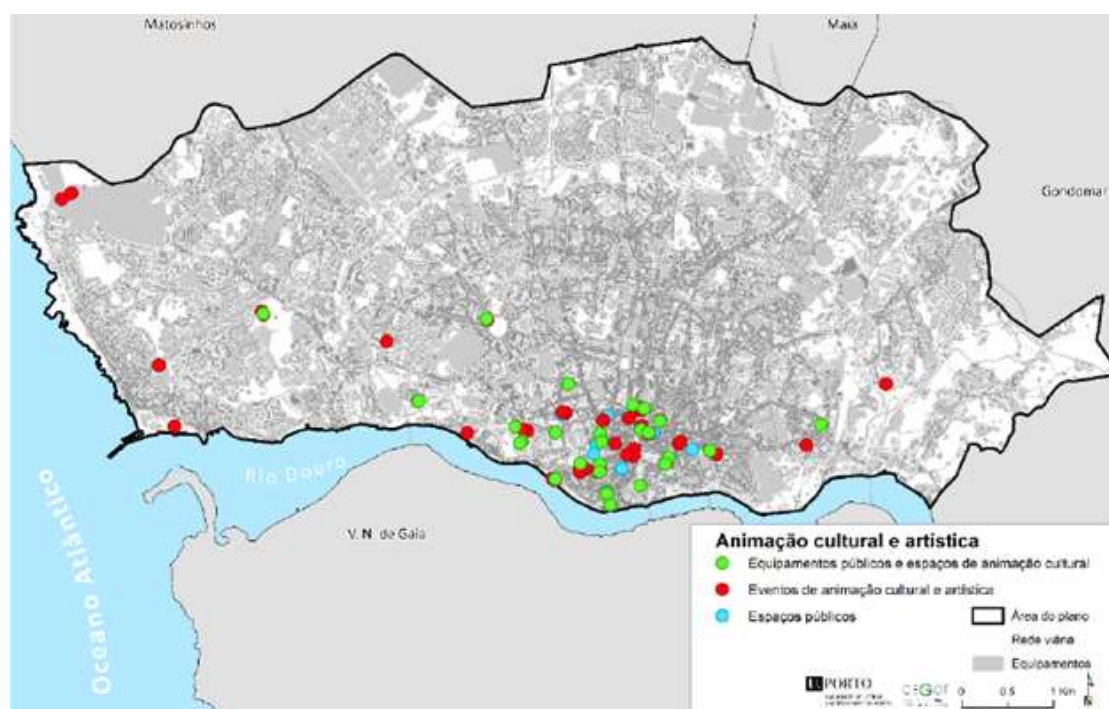 Matosinhos
Maia
Gondomar
Oceano Atlântico
Rio Douro
V. N. de Gaia
Animação cultural e artística
Equipamentos públicos e espaços de animação cultural
Eventos de animação cultural e artística
Espaços públicos
Área do plano
Rede viária
Equipamentos
U.PORTO
CEGOT
0 0.5 1 Km
N